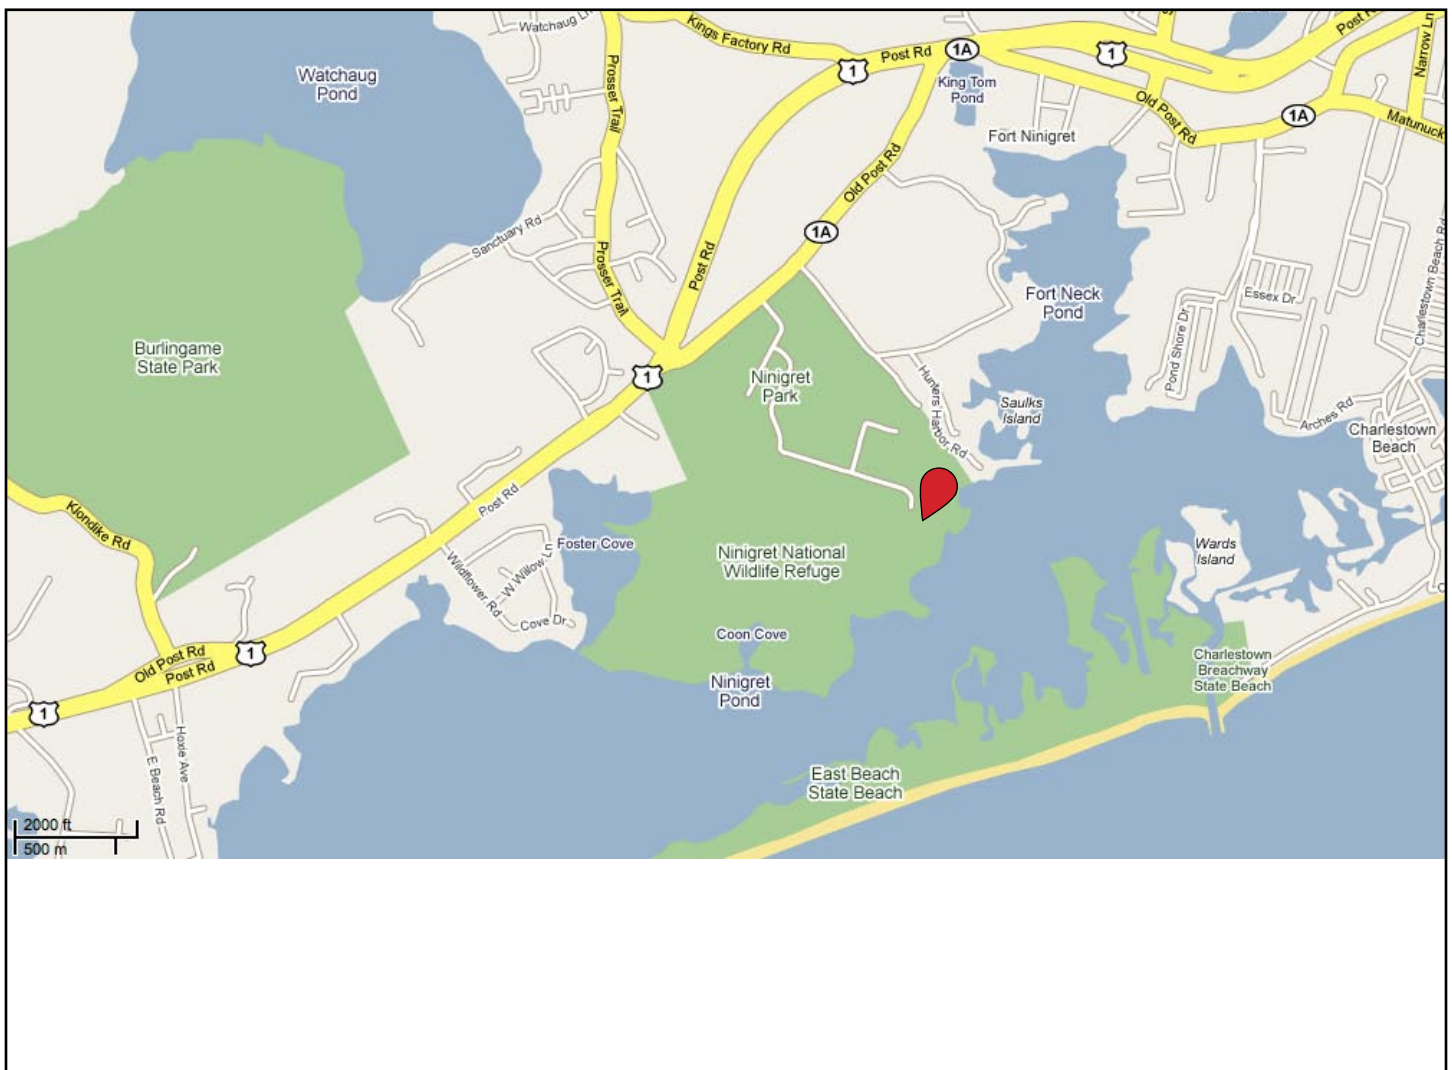 Watchaug Ln
Kings Factory Rd
Post Rd
1A
1
1
Post R
Narrow Ln
Watchaug
Pond
Prosser Trail
King Tom
Pond
Old Post Rd
1A
Matunuck
Fort Ninigret
Old Post Rd
Sanctuary Rd
1A
Prosser Trail
Post Rd
Fort Neck
Pond
Essex Dr
Charlestown Beach Rd
Pond Shore Dr
Burlingame
State Park
1
Ninigret
Park
Hunters Harbor Rd
Saulks
Island
Arches Rd
Charlestown
Beach
Klondike Rd
Post Rd
Foster Cove
Ninigret National
Wildlife Refuge
Wards
Island
Wildflower Rd
W Willow Ln
Cove Dr
Coon Cove
Old Post Rd
Post Rd
1
Ninigret
Pond
Charlestown
Breachway
State Beach
1
Hoxie Ave
E Beach Rd
East Beach
State Beach
2000 ft
500 m